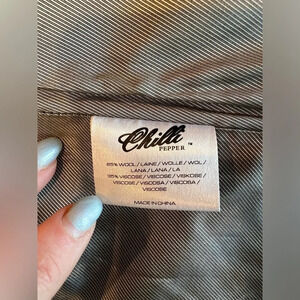 Chilli
PEPPER ™
65% WOOL / LAINE / WOLLE / WOL /
LANA / LANA / LA
35% VISCOSE / VISCOSE / VISKOSE /
VISCOSE / VISCOSA / VISCOSA /
VISCOSE
MADE IN CHINA